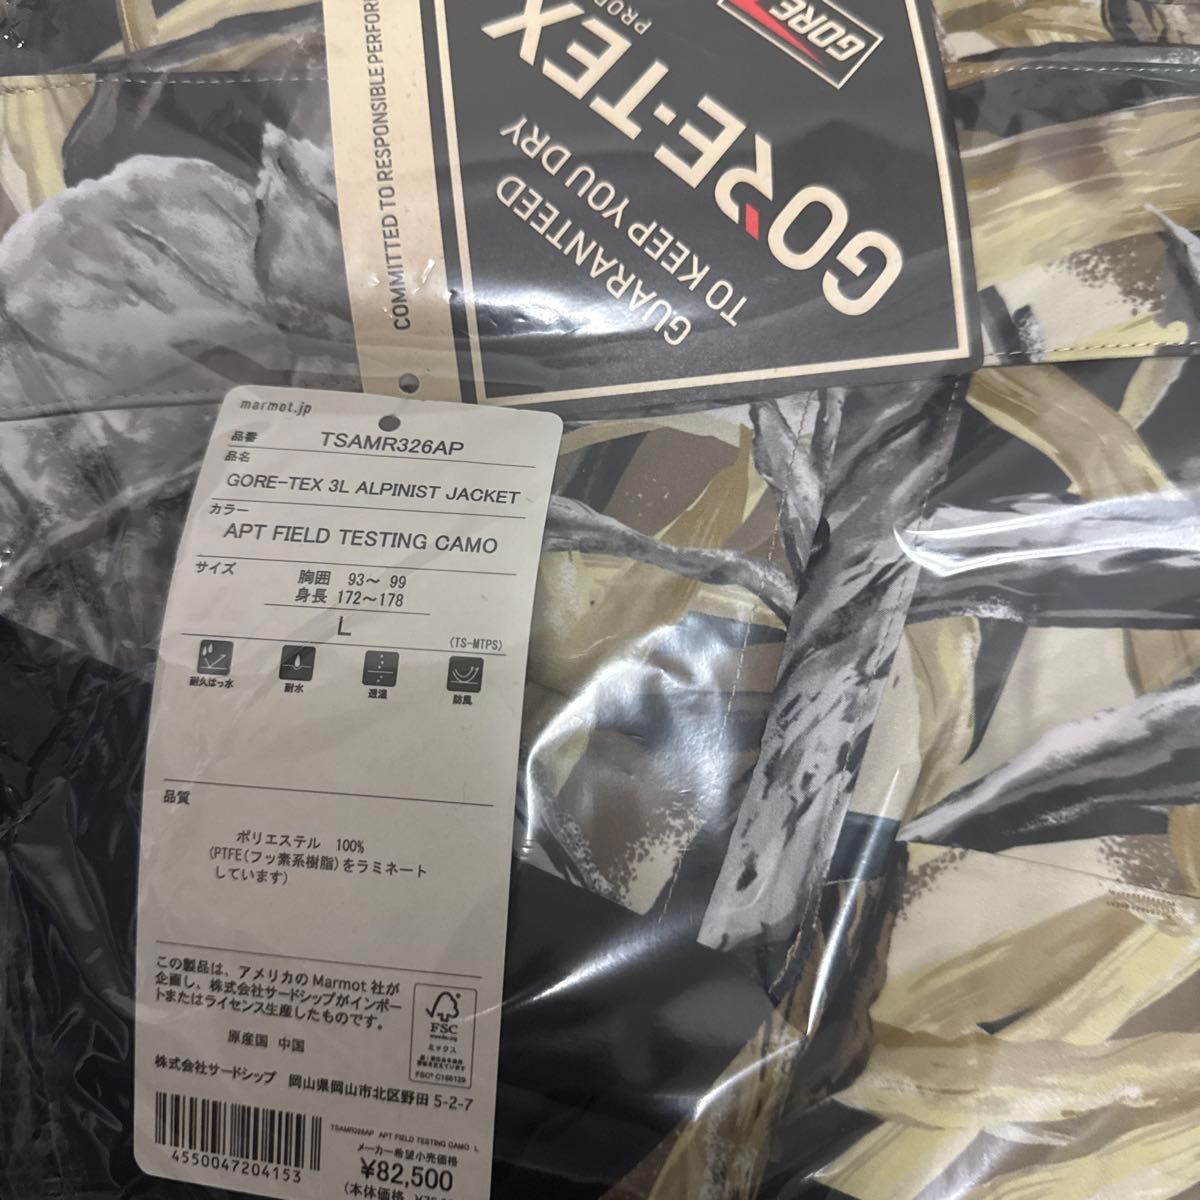 COMMITTED TO RESPONSIBLE PERFOR
GORE
GORE-TEX
PROD
GUARANTEED
TO KEEP YOU DRY
marmot.jp
品番 TSAMR326AP
品名
GORE-TEX 3L ALPINIST JACKET
カラー
APT FIELD TESTING CAMO
サイズ
胸囲 93～ 99
身長 172～178
L
(TS-MTPS)
耐久はっ水
耐水
透湿
防風
品質
ポリエステル 100%
(PTFE(フッ素系樹脂)をラミネート
しています)
この製品は、アメリカのMarmot社が
企画し、株式会社サードシップがインポー
トまたはライセンス生産したものです。
原産国 中国
FSC
ミックス
株式会社サードシップ 岡山県岡山市北区野田 5-2-7
TSAMR326AP APT FIELD TESTING CAMO L
4550047204153
メーカー希望小売価格
¥82,500
(本体価格